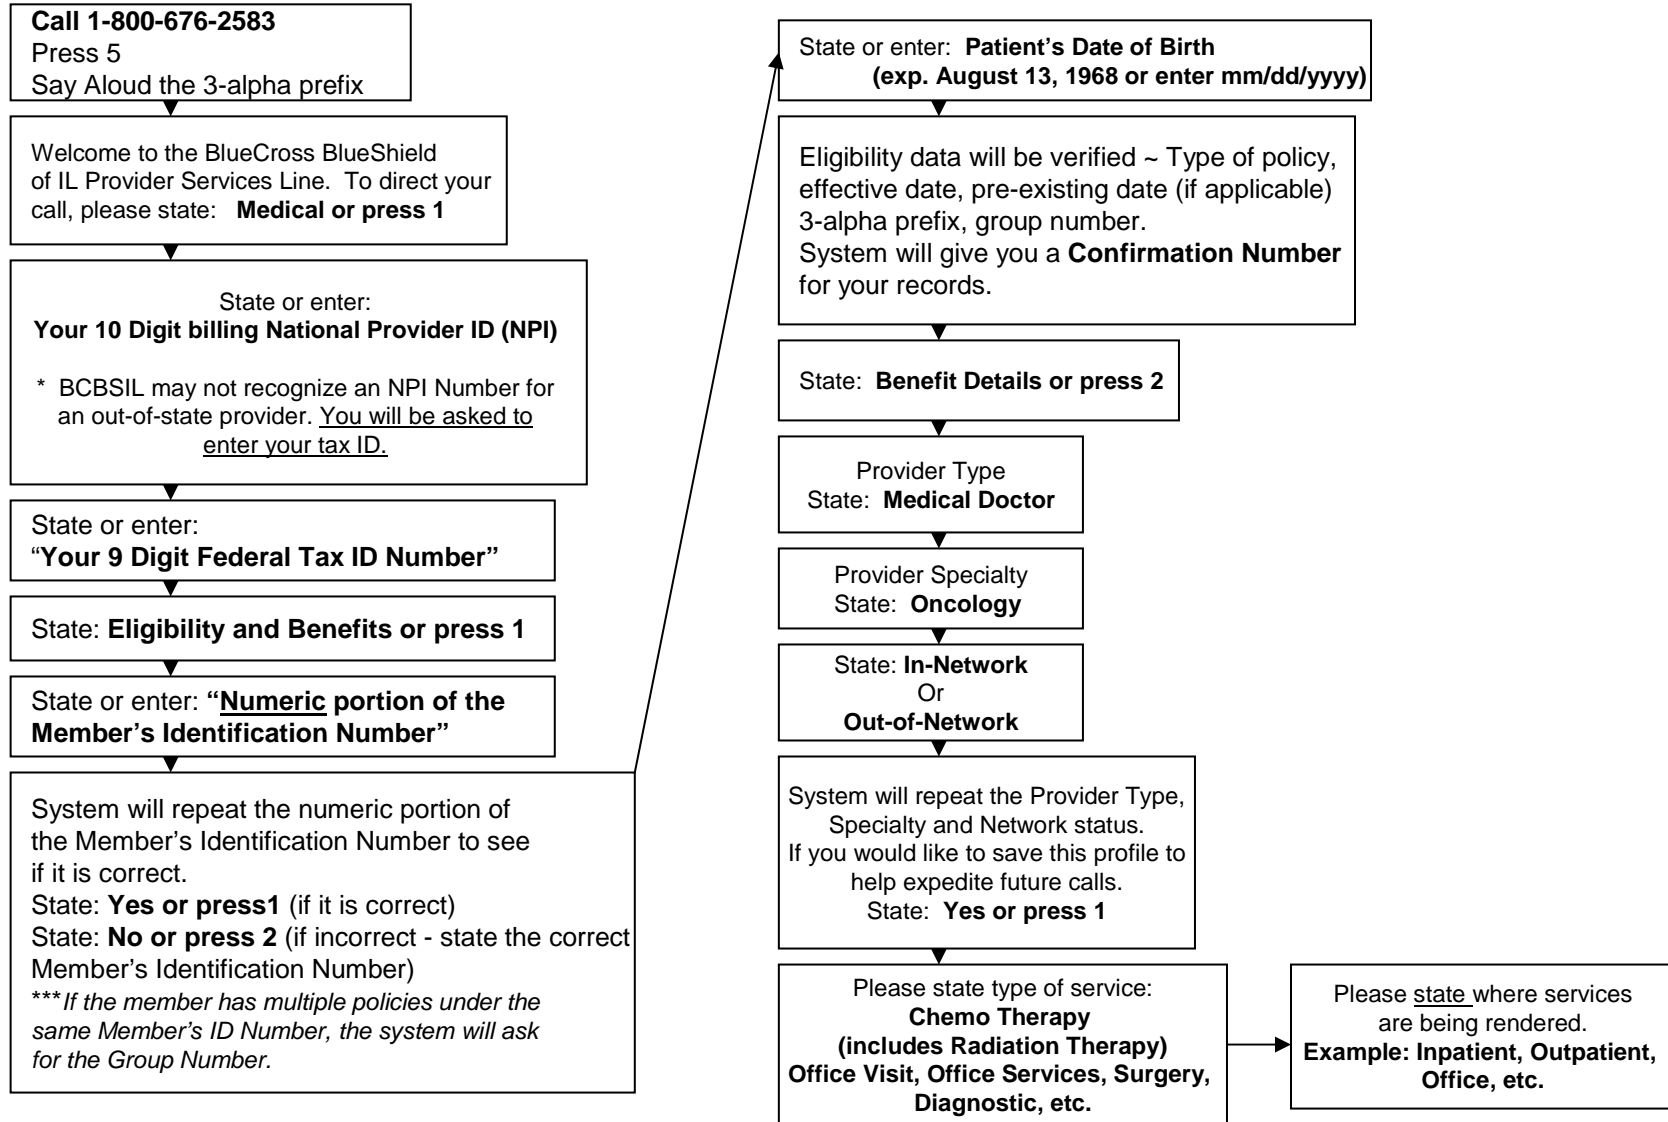 Call 1-800-676-2583
Press 5
Say Aloud the 3-alpha prefix
Welcome to the BlueCross BlueShield
of IL Provider Services Line.  To direct your
call, please state:   Medical or press 1
State or enter:
Your 10 Digit billing National Provider ID (NPI)
*  BCBSIL may not recognize an NPI Number for
an out-of-state provider. You will be asked to
enter your tax ID.
State or enter:
“Your 9 Digit Federal Tax ID Number”
State: Eligibility and Benefits or press 1
State or enter: “Numeric portion of the
Member’s Identification Number”
System will repeat the numeric portion of
the Member’s Identification Number to see
if it is correct.
State: Yes or press1 (if it is correct)
State: No or press 2 (if incorrect - state the correct
Member’s Identification Number)
***If the member has multiple policies under the
same Member’s ID Number, the system will ask
for the Group Number.
State or enter:  Patient’s Date of Birth
(exp. August 13, 1968 or enter mm/dd/yyyy)
Eligibility data will be verified ~ Type of policy,
effective date, pre-existing date (if applicable)
3-alpha prefix, group number.
System will give you a Confirmation Number
for your records.
State:  Benefit Details or press 2
Provider Type
State:  Medical Doctor
Provider Specialty
State:  Oncology
State: In-Network
Or
Out-of-Network
System will repeat the Provider Type,
Specialty and Network status.
If you would like to save this profile to
help expedite future calls.
State:  Yes or press 1
Please state type of service:
Chemo Therapy
(includes Radiation Therapy)
Office Visit, Office Services, Surgery,
Diagnostic, etc.
Please state where services
are being rendered.
Example: Inpatient, Outpatient,
Office, etc.